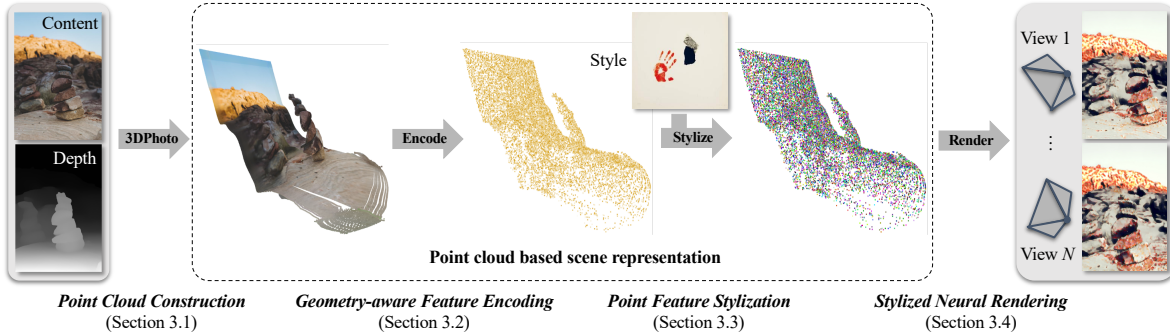 Content
Depth
3DPhoto
Encode
Style
Stylize
Render
View 1
⋮
View N
Point cloud based scene representation
Point Cloud Construction
(Section 3.1)
Geometry-aware Feature Encoding
(Section 3.2)
Point Feature Stylization
(Section 3.3)
Stylized Neural Rendering
(Section 3.4)